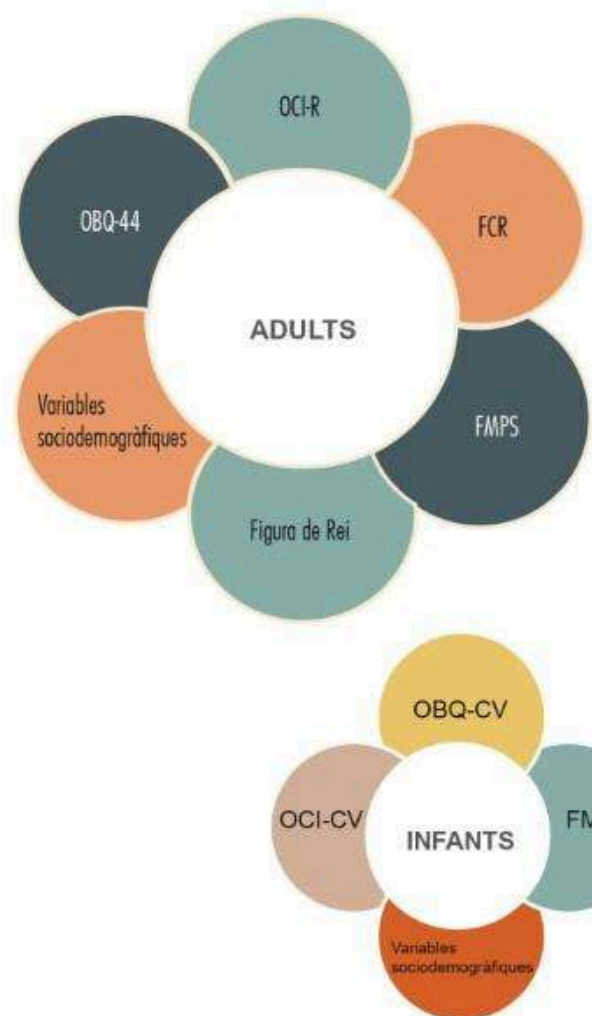 OCI-R
OBQ-44
FCR
ADULTS
Variables
sociodemogràfiques
FMPS
Figura de Rei
OBQ-CV
OCI-CV
INFANTS
Variables
sociodemogràfiques